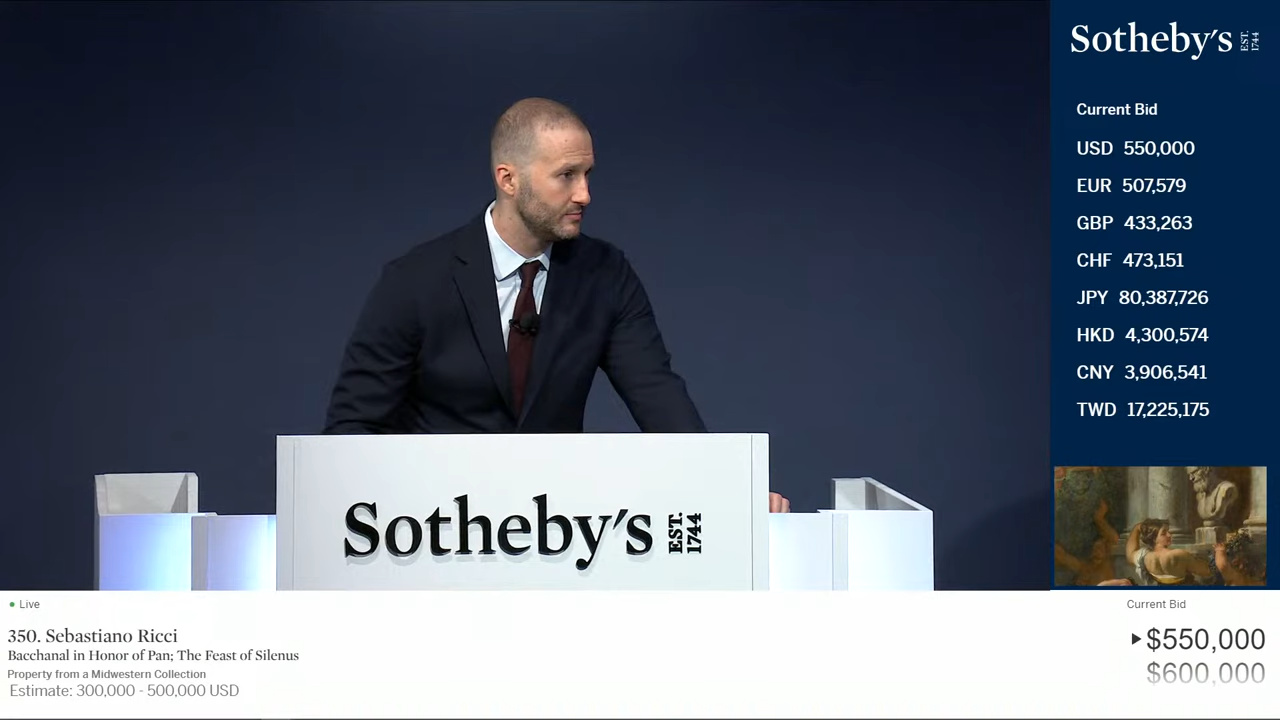 Sotheby's EST. 1744
Current Bid
USD 550,000
EUR 507,579
GBP 433,263
CHF 473,151
JPY 80,387,726
HKD 4,300,574
CNY 3,906,541
TWD 17,225,175
Sotheby's EST. 1744
Live
350. Sebastiano Ricci
Bacchanal in Honor of Pan; The Feast of Silenus
Property from a Midwestern Collection
Estimate: 300,000 - 500,000 USD
Current Bid
$550,000
$600,000